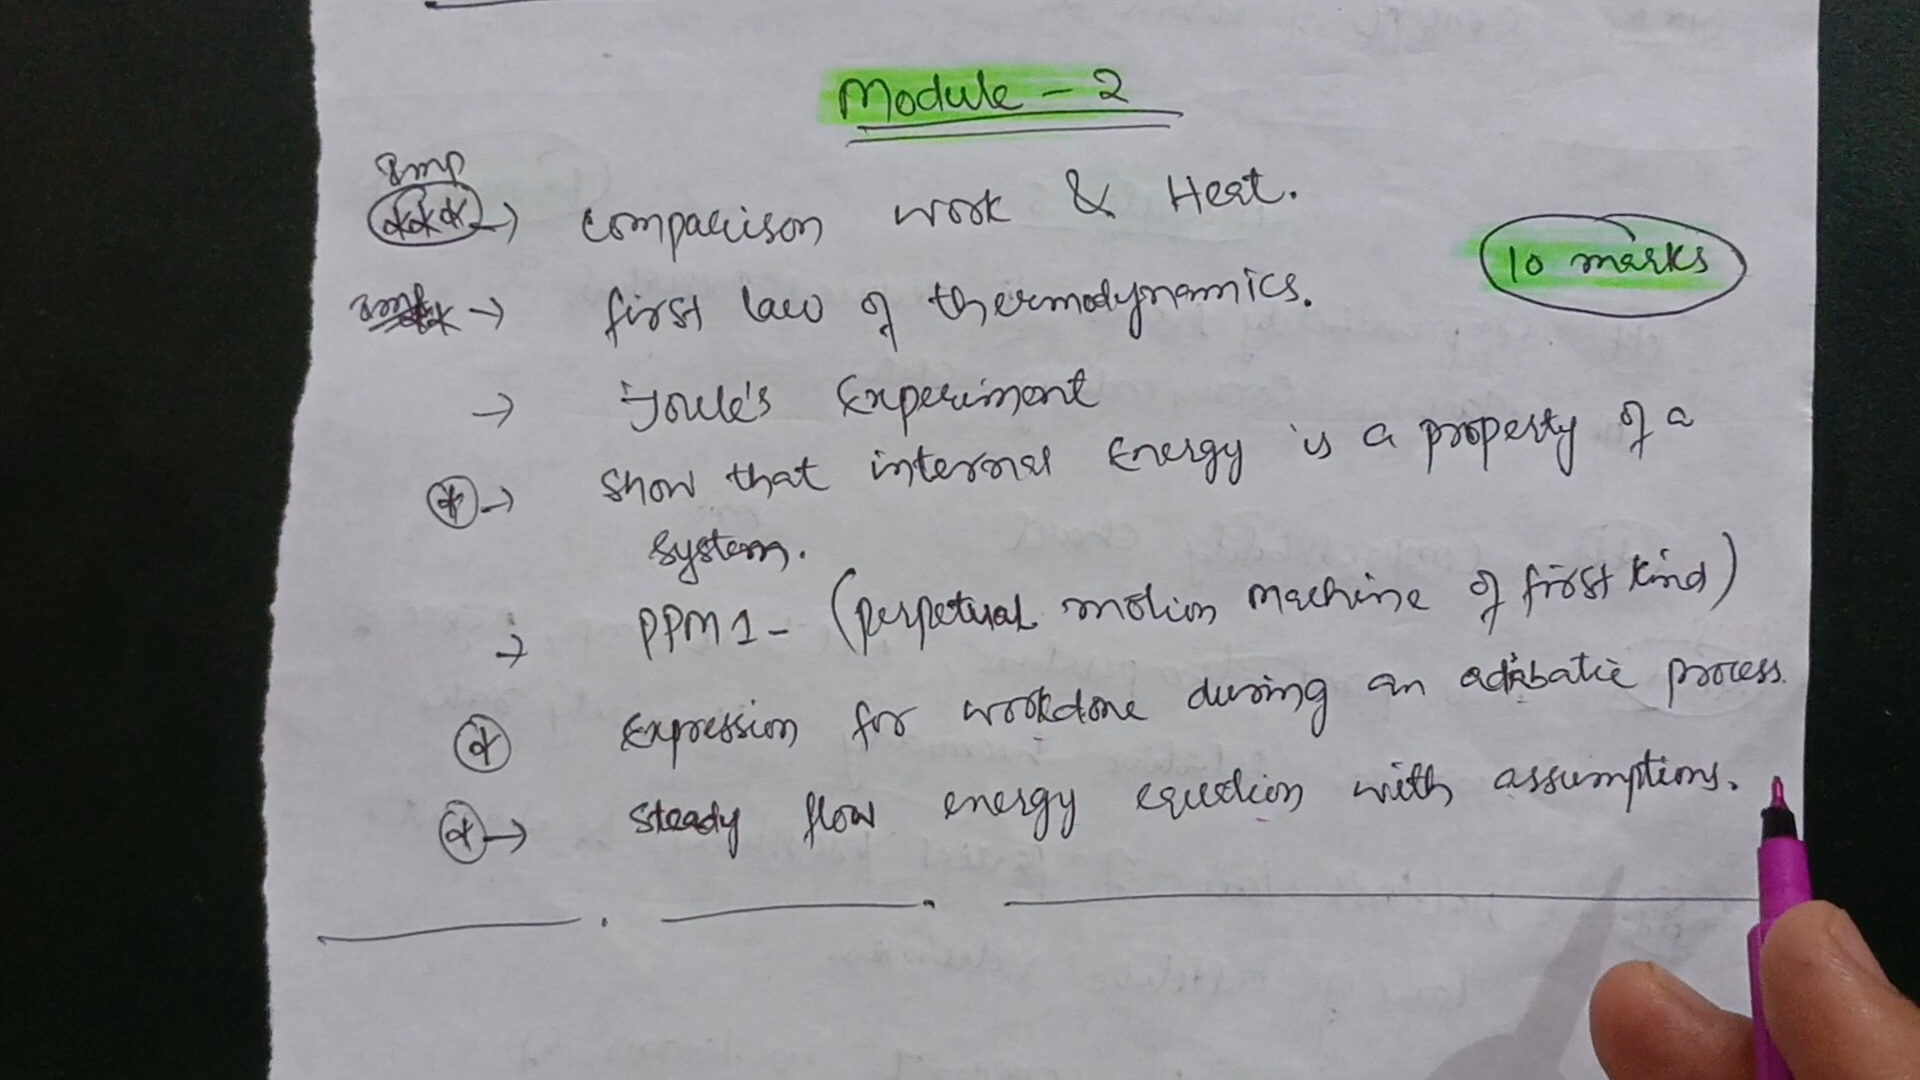 Module - 2
Imp
→ comparison work & Heat.
10 marks
Imp → first law of thermodynamics.
→ Joule's Experiment
→ show that internal Energy is a property of a
system.
→ PPM1 - (perpetual motion machine of first kind)
Expression for workdone during an adiabatic process.
→ steady flow energy equation with assumptions.